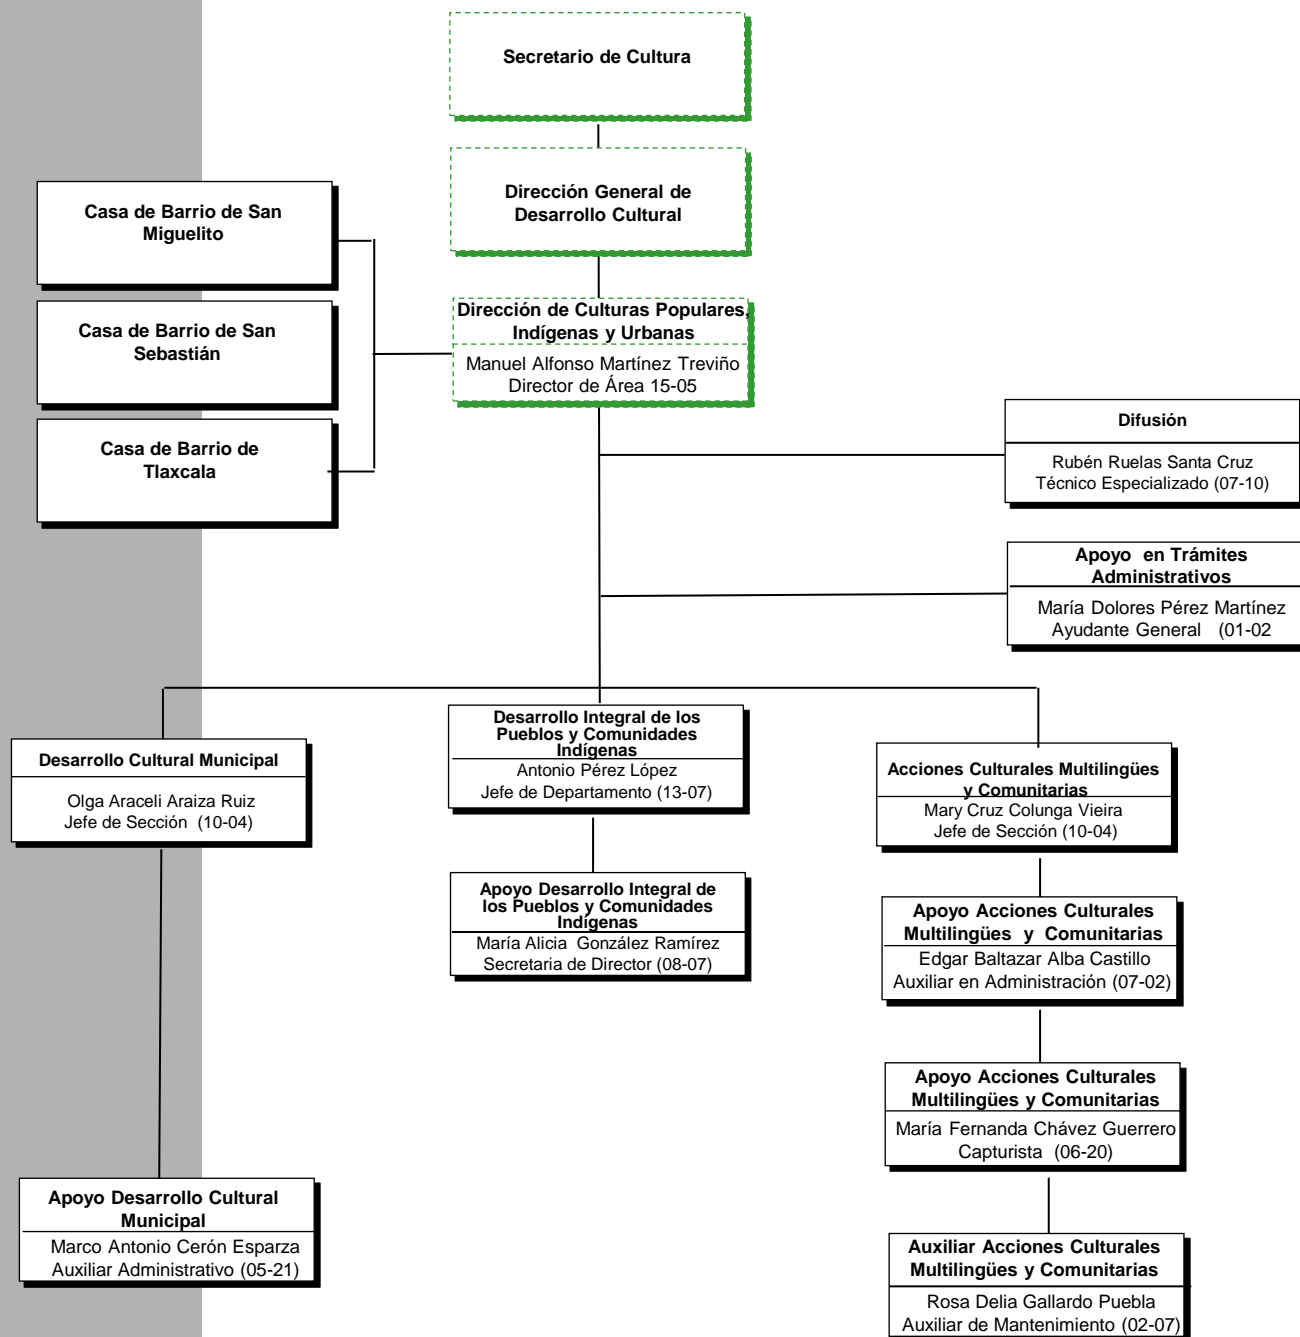 Secretario de Cultura
Dirección General de
Desarrollo Cultural
Casa de Barrio de San
Miguelito
Casa de Barrio de San
Sebastián
Casa de Barrio de
Tlaxcala
Dirección de Culturas Populares,
Indígenas y Urbanas
Manuel Alfonso Martínez Treviño
Director de Área 15-05
Difusión
Rubén Ruelas Santa Cruz
Técnico Especializado (07-10)
Apoyo en Trámites
Administrativos
María Dolores Pérez Martínez
Ayudante General (01-02
Desarrollo Cultural Municipal
Olga Araceli Araiza Ruiz
Jefe de Sección (10-04)
Desarrollo Integral de los
Pueblos y Comunidades
Indígenas
Antonio Pérez López
Jefe de Departamento (13-07)
Acciones Culturales Multilingües
y Comunitarias
Mary Cruz Colunga Vieira
Jefe de Sección (10-04)
Apoyo Desarrollo Integral de
los Pueblos y Comunidades
Indígenas
María Alicia González Ramírez
Secretaria de Director (08-07)
Apoyo Acciones Culturales
Multilingües y Comunitarias
Edgar Baltazar Alba Castillo
Auxiliar en Administración (07-02)
Apoyo Acciones Culturales
Multilingües y Comunitarias
María Fernanda Chávez Guerrero
Capturista (06-20)
Apoyo Desarrollo Cultural
Municipal
Marco Antonio Cerón Esparza
Auxiliar Administrativo (05-21)
Auxiliar Acciones Culturales
Multilingües y Comunitarias
Rosa Delia Gallardo Puebla
Auxiliar de Mantenimiento (02-07)